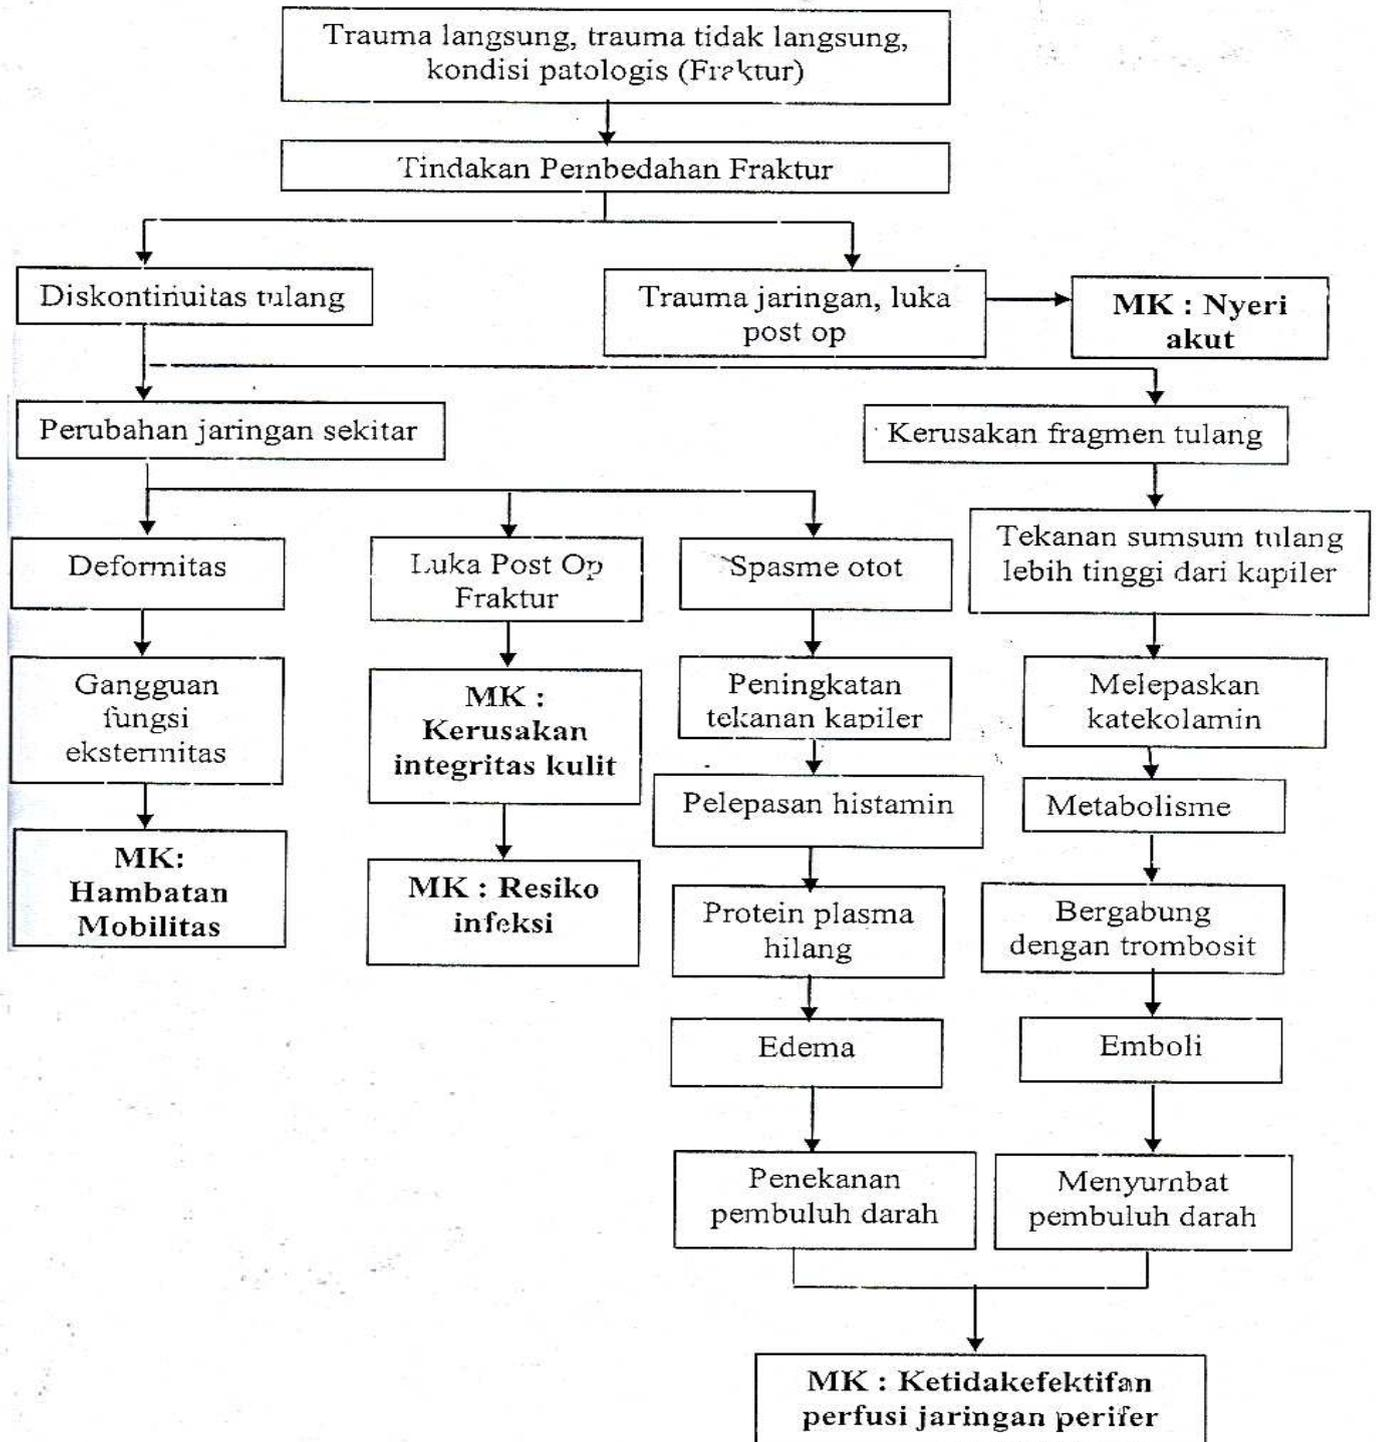 Trauma langsung, trauma tidak langsung,
kondisi patologis (Fraktur)
Tindakan Pembedahan Fraktur
Diskontinuitas tulang
Trauma jaringan, luka
post op
MK : Nyeri
akut
Perubahan jaringan sekitar
Kerusakan fragmen tulang
Deformitas
Luka Post Op
Fraktur
Spasme otot
Tekanan sumsum tulang
lebih tinggi dari kapiler
Gangguan
fungsi
ekstermitas
MK :
Kerusakan
integritas kulit
Peningkatan
tekanan kapiler
Melepaskan
katekolamin
Pelepasan histamin
Metabolisme
MK:
Hambatan
Mobilitas
MK : Resiko
infeksi
Protein plasma
hilang
Bergabung
dengan trombosit
Edema
Emboli
Penekanan
pembuluh darah
Menyumbat
pembuluh darah
MK : Ketidakefektifan
perfusi jaringan perifer